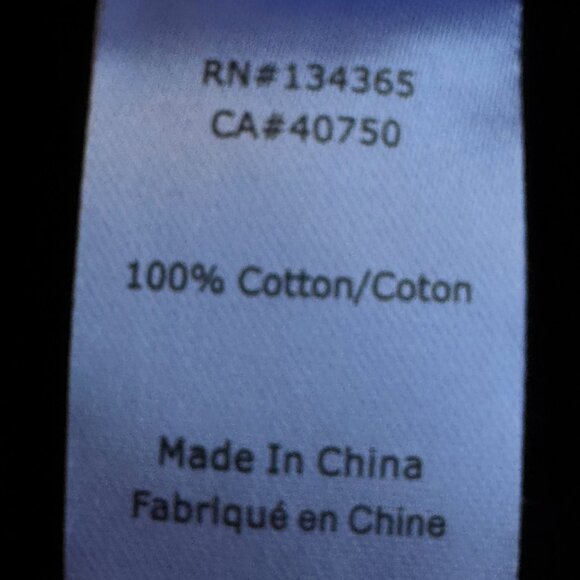 RN#134365
CA#40750
100% Cotton/Coton
Made In China
Fabriqué en Chine